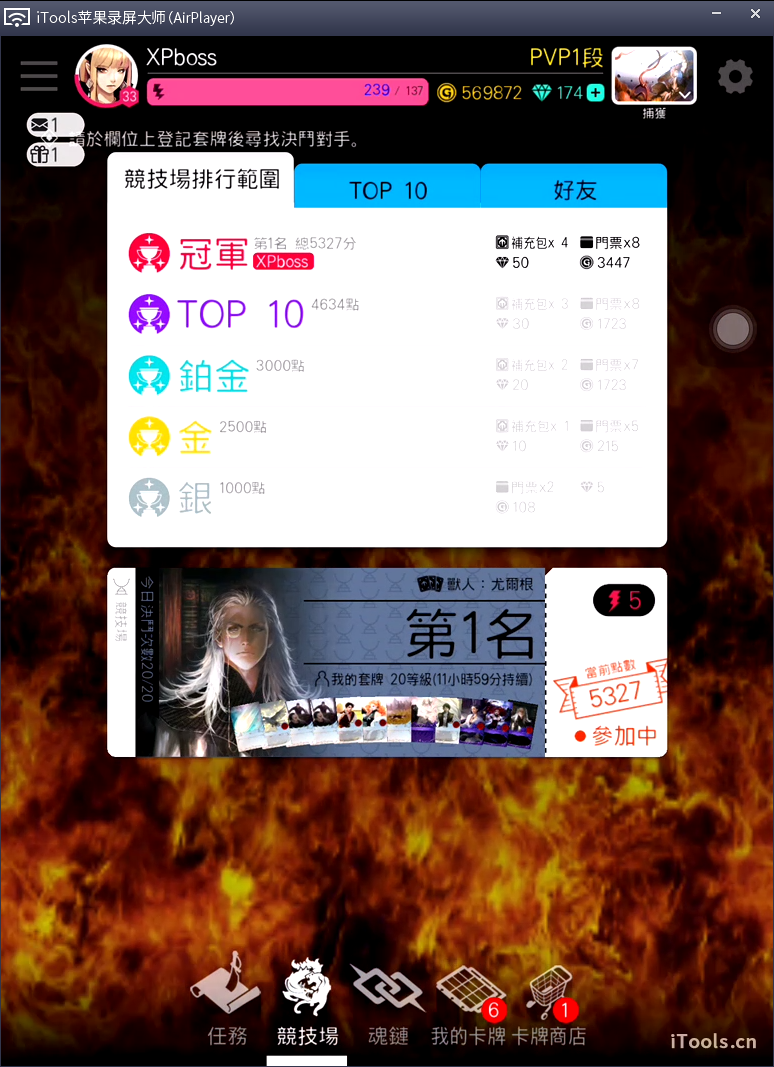 iTools苹果录屏大师(AirPlayer)
XPboss
PVP1段
33
239 / 137
569872
174
捕獲
1
1
請於欄位上登記套牌後尋找決鬥對手。
競技場排行範圍
TOP 10
好友
冠軍 第1名 總5327分
XPboss
補充包x 4 門票x8
50 3447
TOP 10 4634點
補充包x 3 門票x8
30 1723
鉑金 3000點
補充包x 2 門票x7
20 1723
金 2500點
補充包x 1 門票x5
10 215
銀 1000點
門票x2 5
108
競技場
今日決鬥次數20/20
獸人：尤爾根
第1名
我的套牌 20等級(11小時59分持續)
5
當前點數
5327
參加中
6
1
任務
競技場
魂鏈
我的卡牌
卡牌商店
iTools.cn